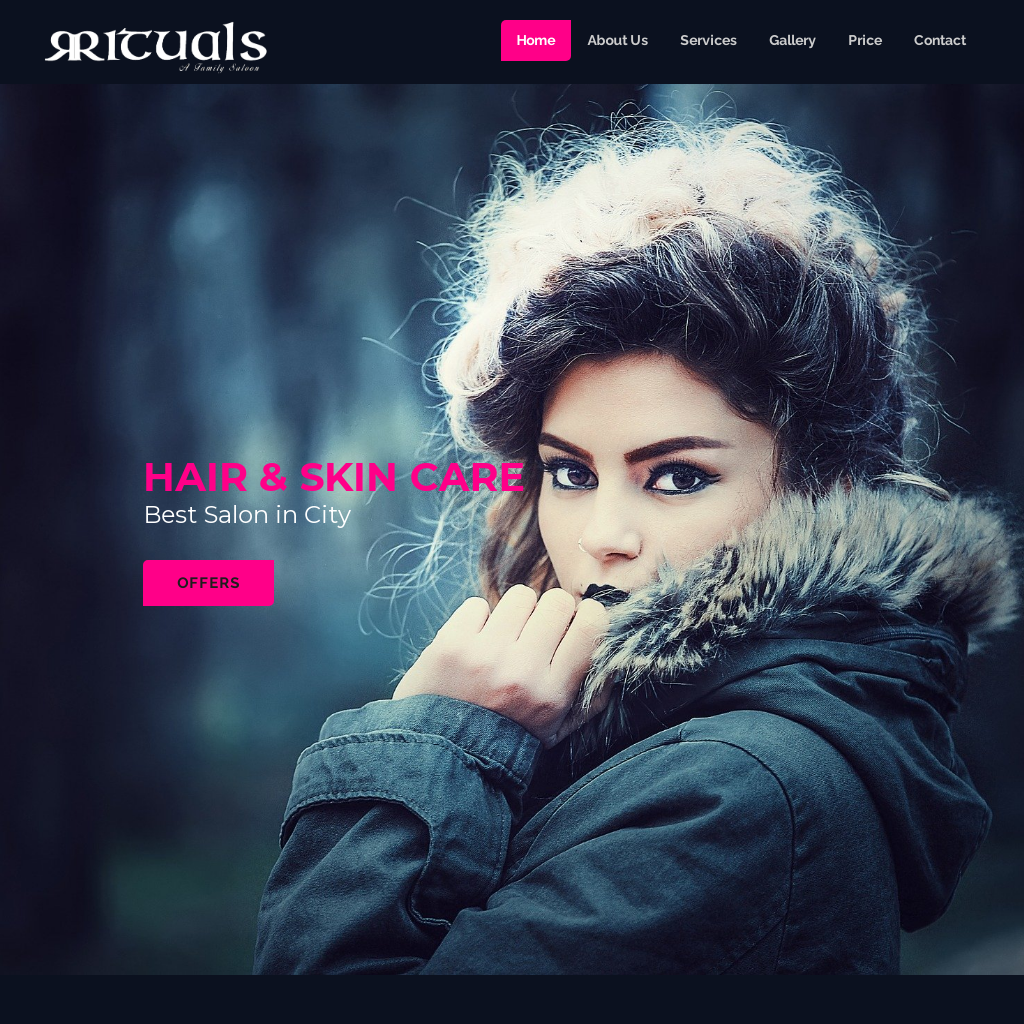 RRituals
A Family Saloon
Home About Us Services Gallery Price Contact
HAIR & SKIN CARE
Best Salon in City
OFFERS